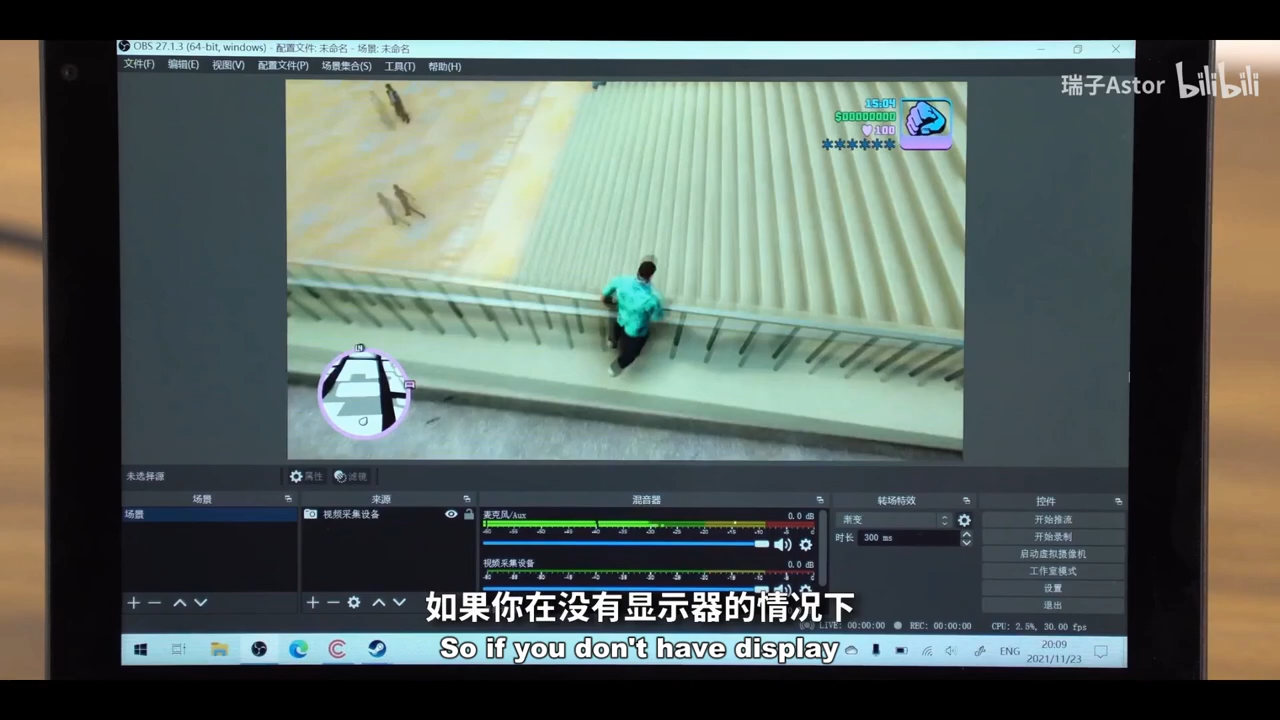 OBS 27.1.3 (64-bit, windows) - 配置文件: 未命名 - 场景: 未命名
文件(F) 编辑(E) 视图(V) 配置文件(P) 场景集合(S) 工具(T) 帮助(H)
瑞子Astor bilibili
15:04
$00000000
100
N
未选择源 属性 滤镜
场景 来源 混音器 转场特效 控件
场景 视频采集设备 麦克风/Aux 0.0 dB 渐变 开始推流
时长 300 ms 开始录制
启动虚拟摄像机
视频采集设备 0.0 dB 工作室模式
设置
退出
如果你在没有显示器的情况下
LIVE: 00:00:00 REC: 00:00:00 CPU: 2.5%, 30.00 fps
So if you don't have display
ENG 20:09
2021/11/23